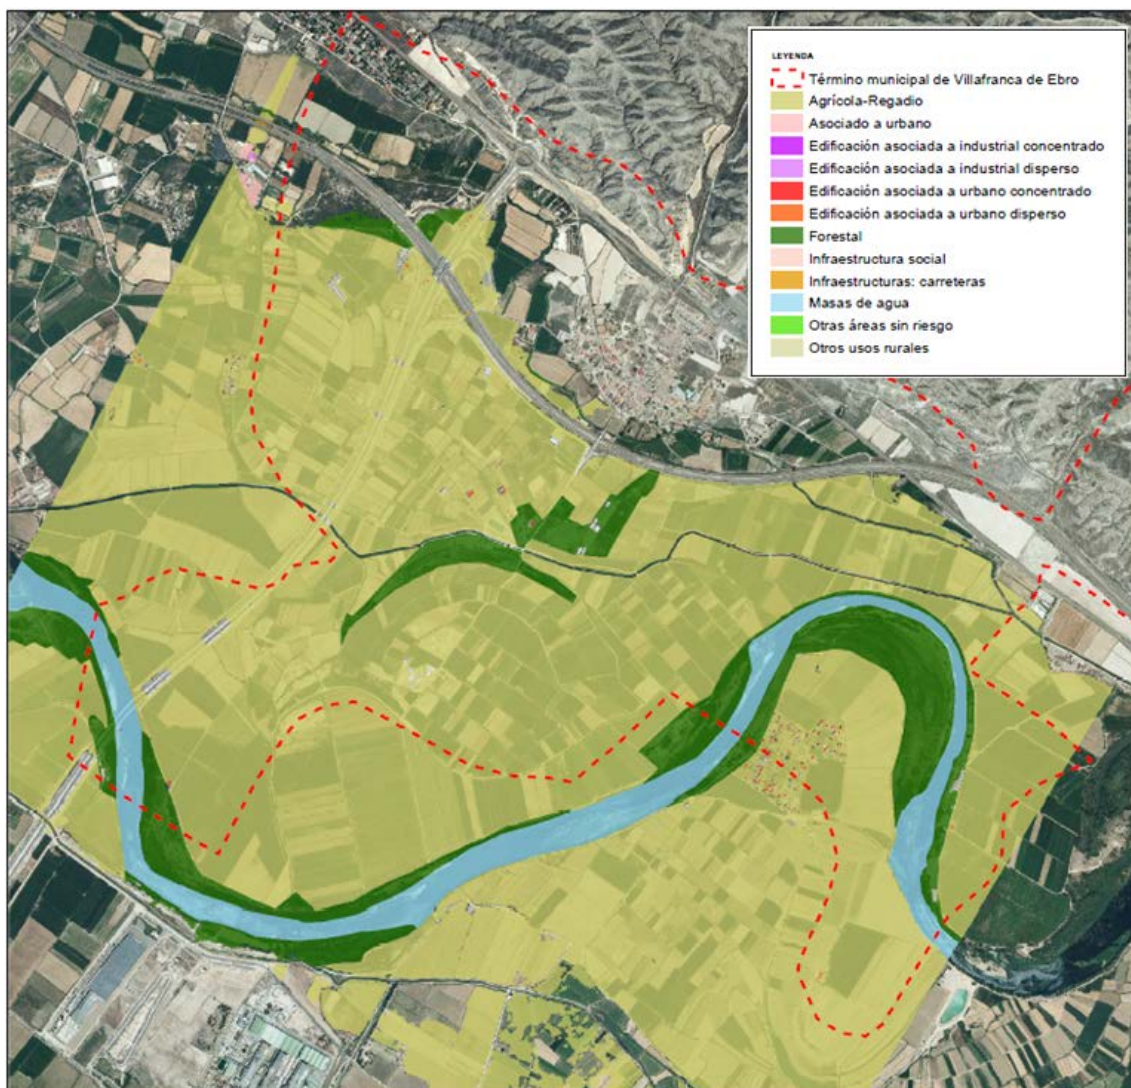 LEYENDA
Término municipal de Villafranca de Ebro
Agrícola-Regadio
Asociado a urbano
Edificación asociada a industrial concentrado
Edificación asociada a industrial disperso
Edificación asociada a urbano concentrado
Edificación asociada a urbano disperso
Forestal
Infraestructura social
Infraestructuras: carreteras
Masas de agua
Otras áreas sin riesgo
Otros usos rurales